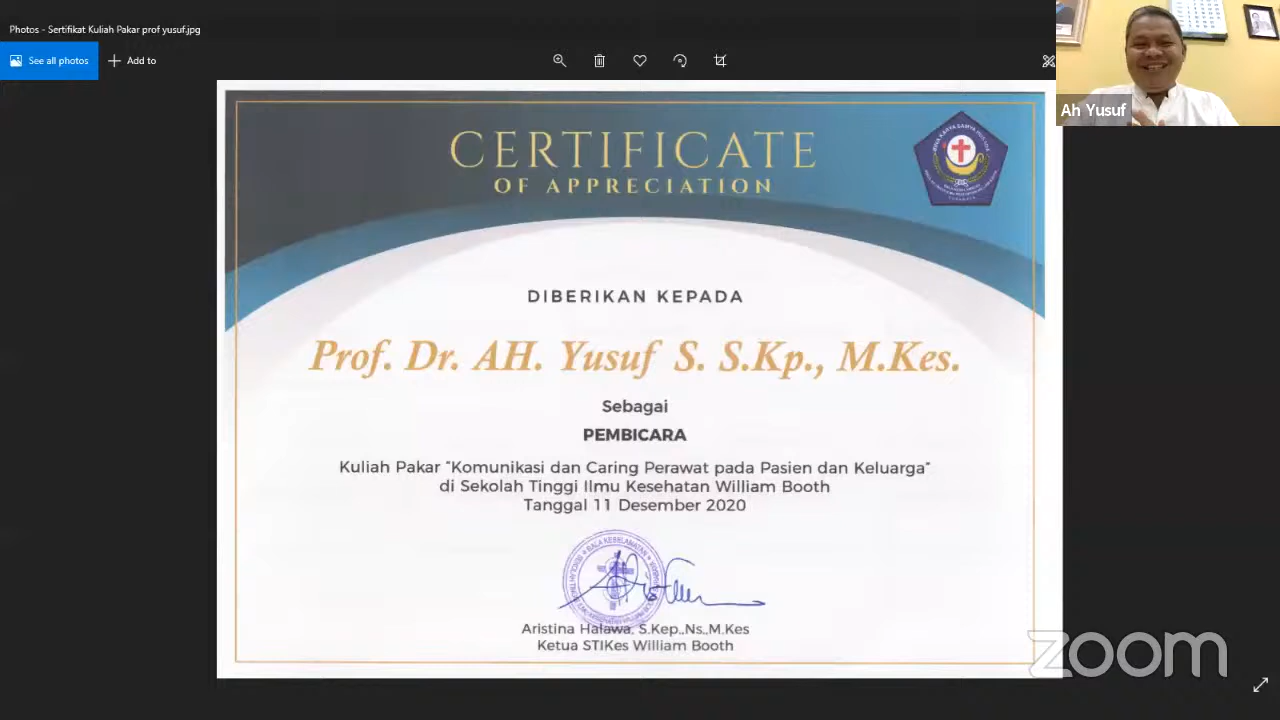 Photos - Sertifikat Kuliah Pakar prof yusuf.jpg
See all photos
Add to
Ah Yusuf
CERTIFICATE
OF APPRECIATION
DIBERIKAN KEPADA
Prof. Dr. AH. Yusuf S. S.Kp., M.Kes.
Sebagai
PEMBICARA
Kuliah Pakar "Komunikasi dan Caring Perawat pada Pasien dan Keluarga"
di Sekolah Tinggi Ilmu Kesehatan William Booth
Tanggal 11 Desember 2020
BALA KESELAMATAN
Aristina Halawa, S.Kep.,Ns.,M.Kes
Ketua STIKes William Booth
zoom